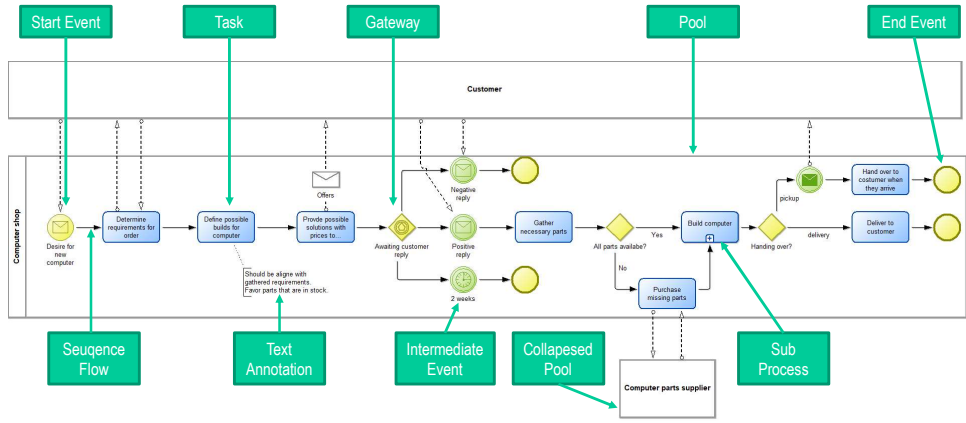 Start Event
Task
Gateway
Pool
End Event
Customer
Computer shop
Desire for
new
computer
Determine
requirements for
order
Define possible
builds for
computer
Should be aligne with
gathered requirements.
Favor parts that are in stock.
Offers
Provde possible
solutions with
prices to...
Awaiting customer
reply
Negative
reply
Positive
reply
2 weeks
Gather
necessary parts
All parts availabe?
Yes
No
Purchase
missing parts
Buid computer
Handing over?
pickup
delivery
Hand over to
costumer when
they arrive
Deliver to
customer
Seuqence
Flow
Text
Annotation
Intermediate
Event
Collapesed
Pool
Computer parts supplier
Sub
Process